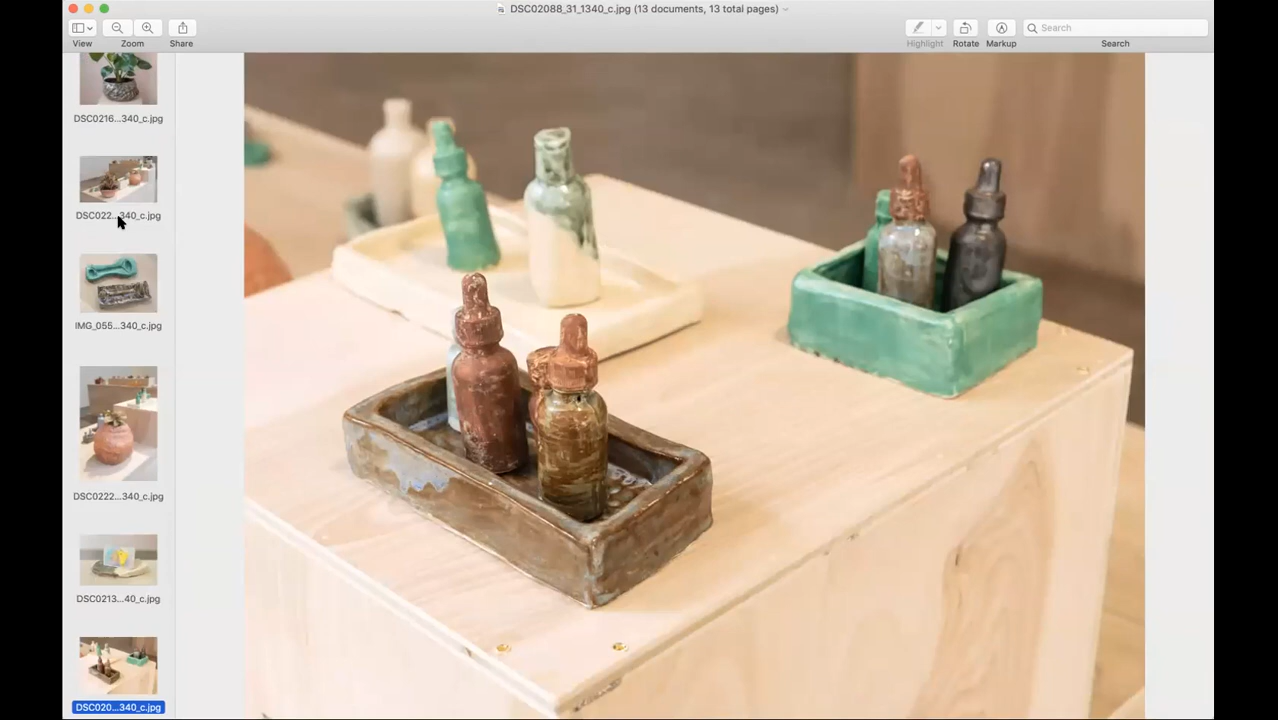 DSC02088_31_1340_c.jpg (13 documents, 13 total pages)
View
Zoom
Share
Highlight
Rotate
Markup
Search
Search
DSC0216...340_c.jpg
DSC022...340_c.jpg
IMG_055...340_c.jpg
DSC0222...340_c.jpg
DSC0213...40_c.jpg
DSC020...340_c.jpg